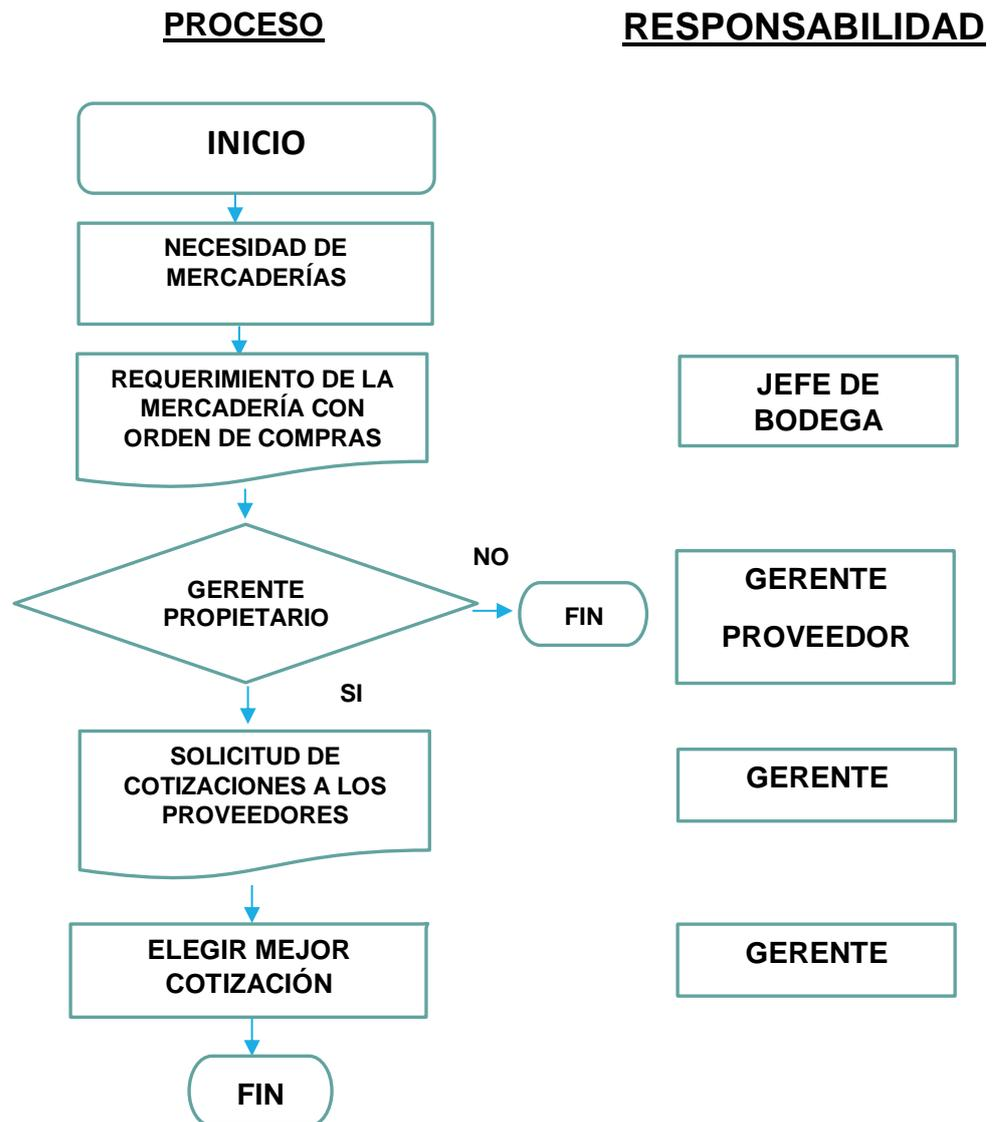 PROCESO
RESPONSABILIDAD
INICIO
NECESIDAD DE
MERCADERÍAS
REQUERIMIENTO DE LA
MERCADERÍA CON
ORDEN DE COMPRAS
JEFE DE
BODEGA
GERENTE
PROPIETARIO
NO
FIN
GERENTE
PROVEEDOR
SI
SOLICITUD DE
COTIZACIONES A LOS
PROVEEDORES
GERENTE
ELEGIR MEJOR
COTIZACIÓN
GERENTE
FIN